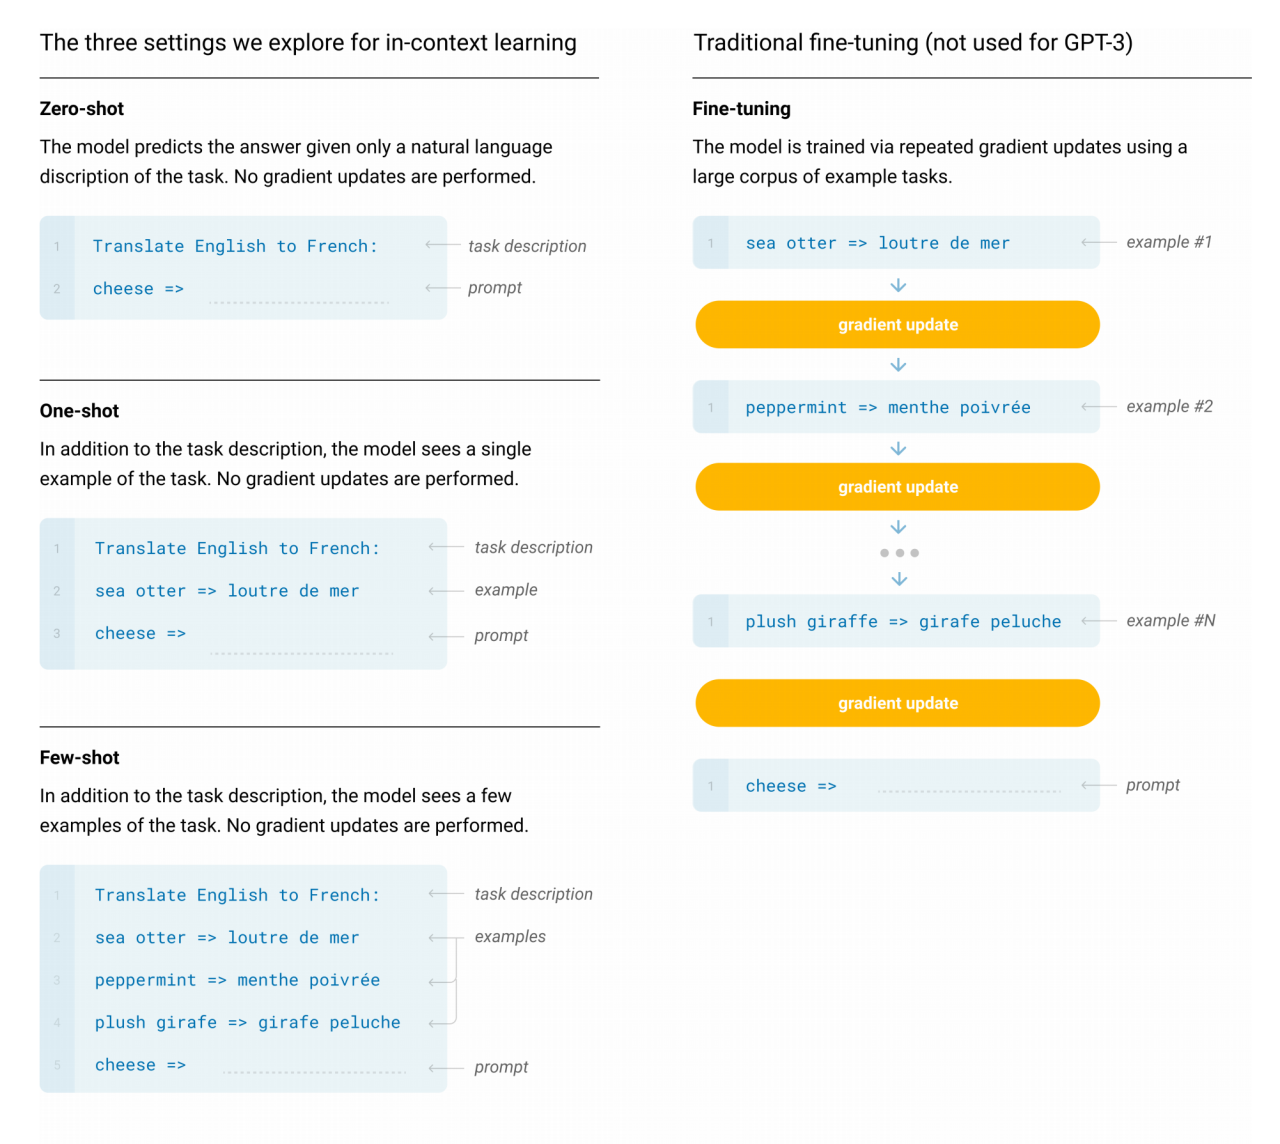 The three settings we explore for in-context learning
Zero-shot
The model predicts the answer given only a natural language
discription of the task. No gradient updates are performed.
1 Translate English to French: task description
2 cheese => prompt
One-shot
In addition to the task description, the model sees a single
example of the task. No gradient updates are performed.
1 Translate English to French: task description
2 sea otter => loutre de mer example
3 cheese => prompt
Few-shot
In addition to the task description, the model sees a few
examples of the task. No gradient updates are performed.
1 Translate English to French: task description
2 sea otter => loutre de mer examples
3 peppermint => menthe poivrée
4 plush girafe => girafe peluche
5 cheese => prompt
Traditional fine-tuning (not used for GPT-3)
Fine-tuning
The model is trained via repeated gradient updates using a
large corpus of example tasks.
1 sea otter => loutre de mer example #1
gradient update
1 peppermint => menthe poivrée example #2
gradient update
1 plush giraffe => girafe peluche example #N
gradient update
1 cheese => prompt